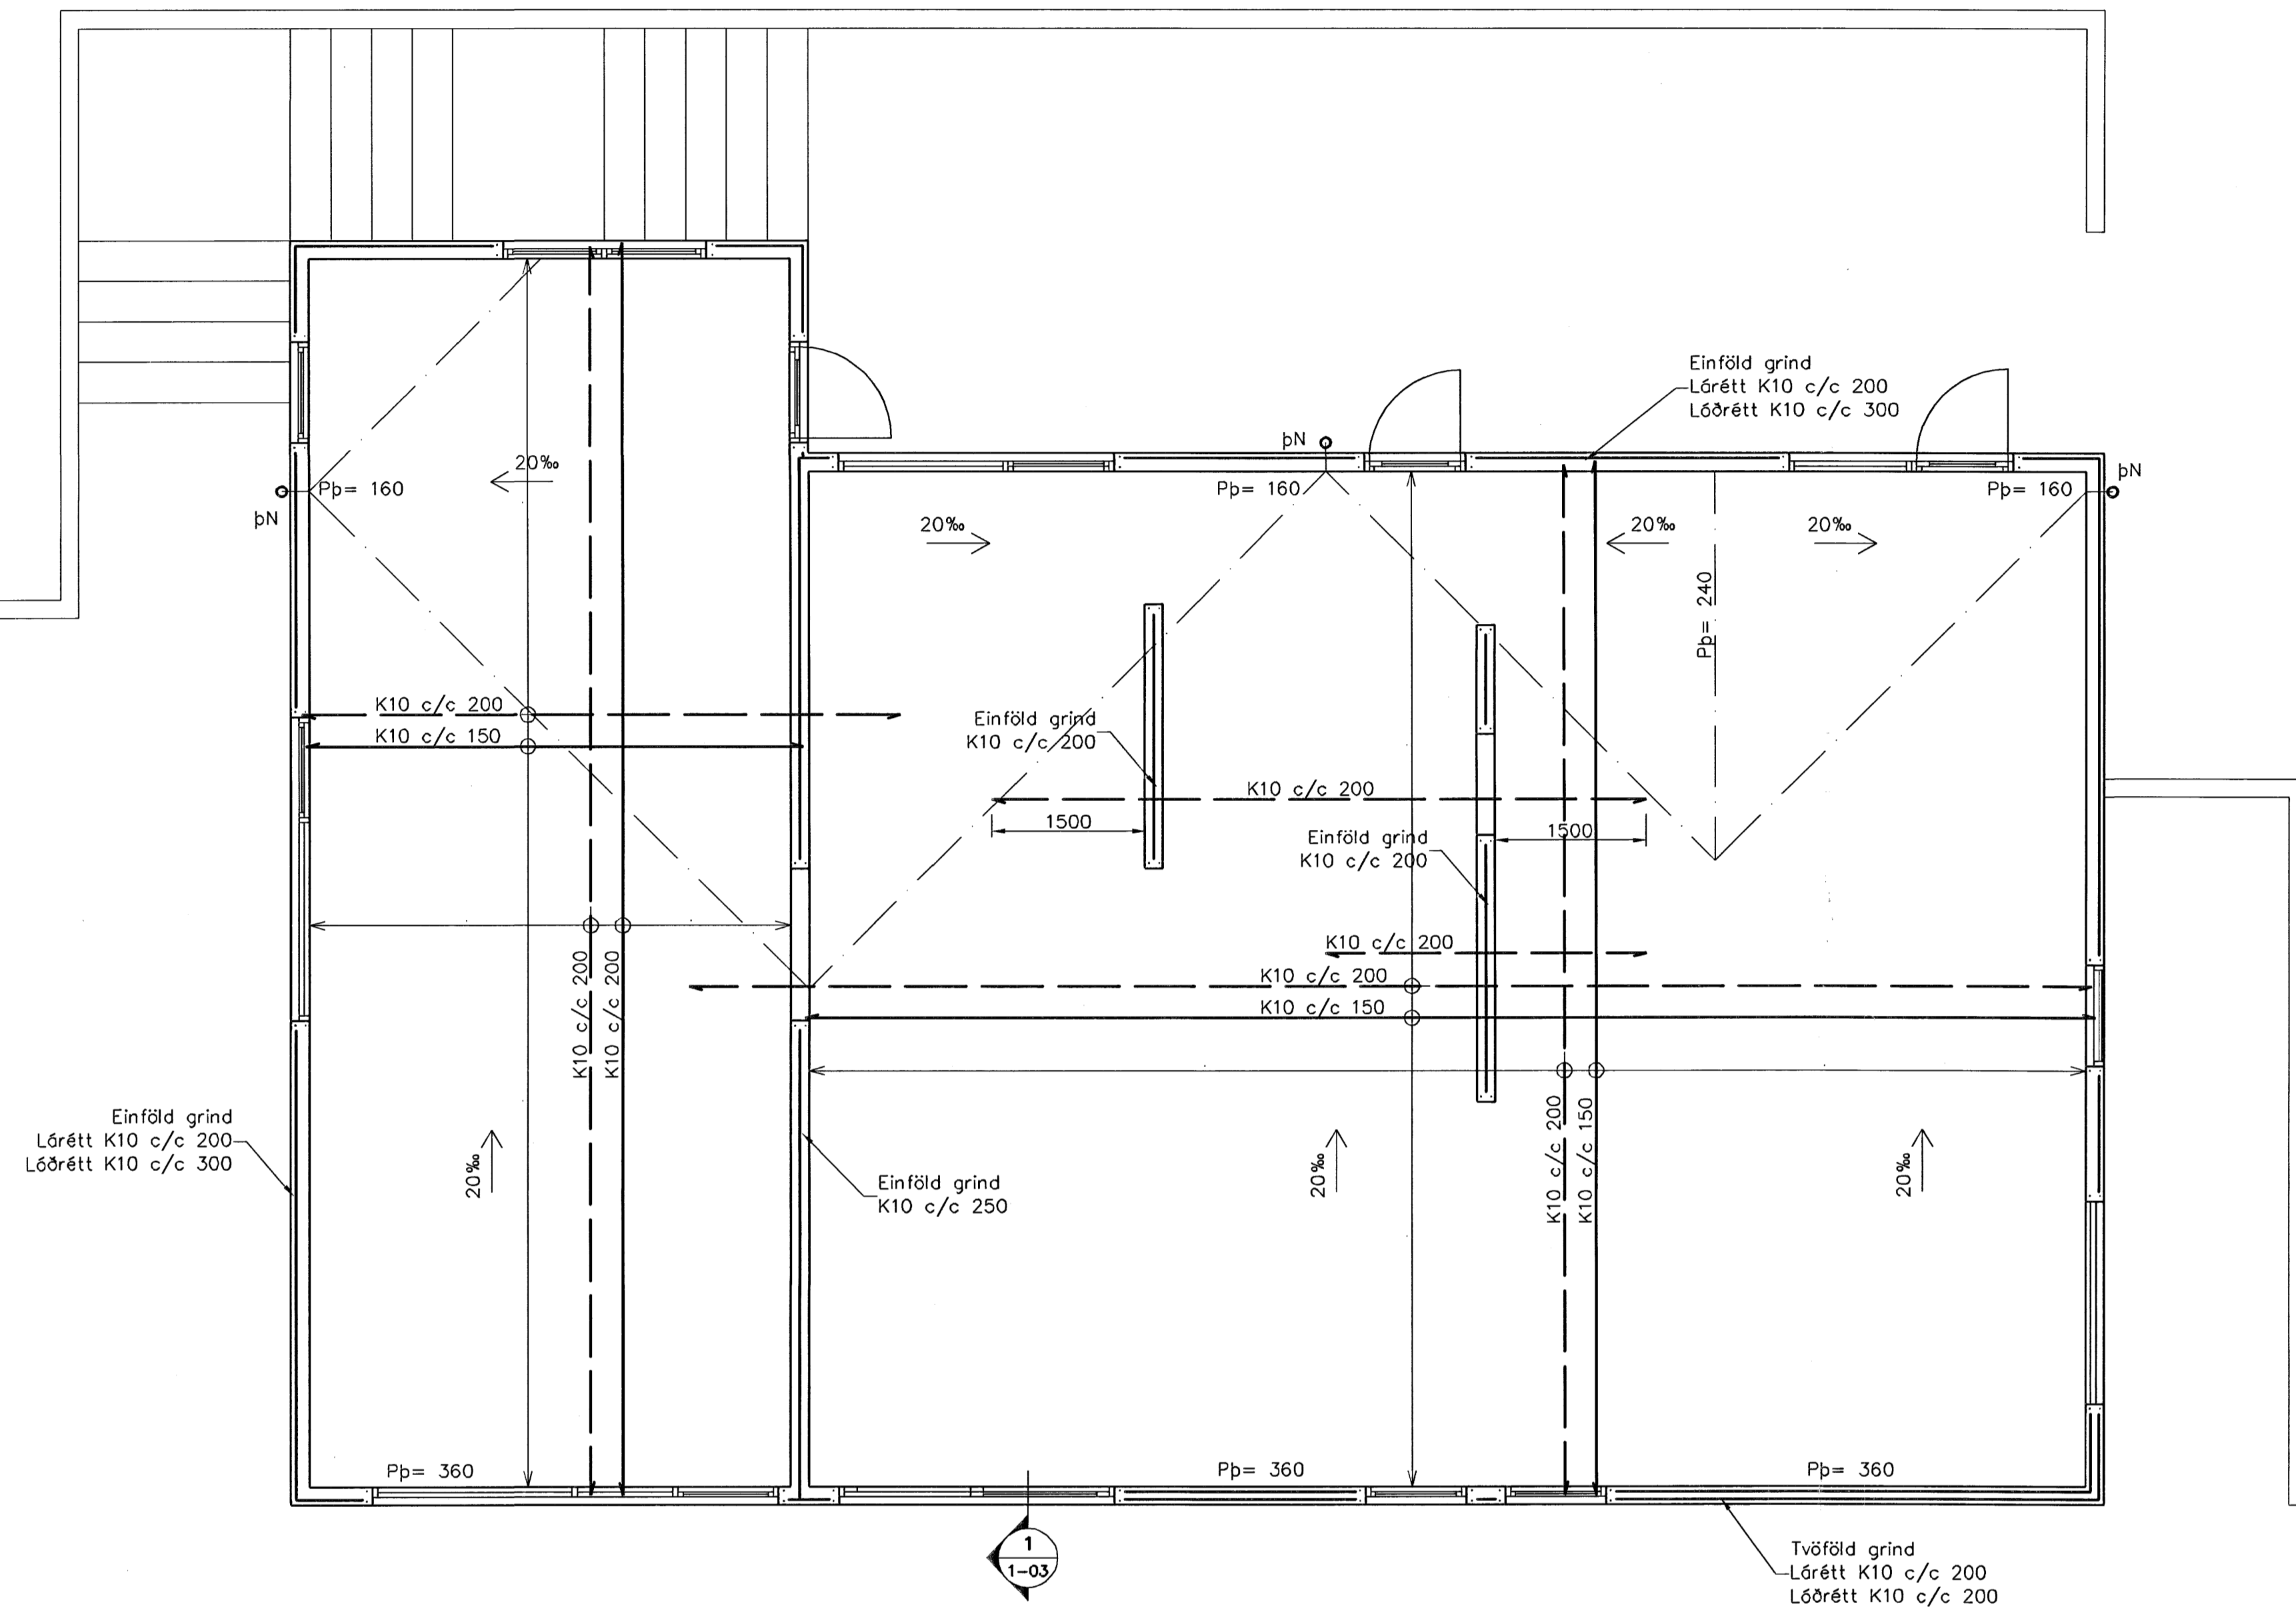 Einföld grind
Lárétt K10 c/c 200
Lóðrétt K10 c/c 300
þN
þN
20‰
Pþ= 160
þN
Pþ= 160
Pþ= 160
20‰
20‰
20‰
Pþ= 240
K10 c/c 200
K10 c/c 150
Einföld grind
K10 c/c 200
K10 c/c 200
1500
1500
Einföld grind
K10 c/c 200
K10 c/c 200
K10 c/c 200
K10 c/c 150
K10 c/c 200
K10 c/c 200
K10 c/c 200
K10 c/c 150
Einföld grind
Lárétt K10 c/c 200
Lóðrétt K10 c/c 300
20‰
Einföld grind
K10 c/c 250
20‰
20‰
Pþ= 360
Pþ= 360
Pþ= 360
1
1-03
Tvöföld grind
Lárétt K10 c/c 200
Lóðrétt K10 c/c 200